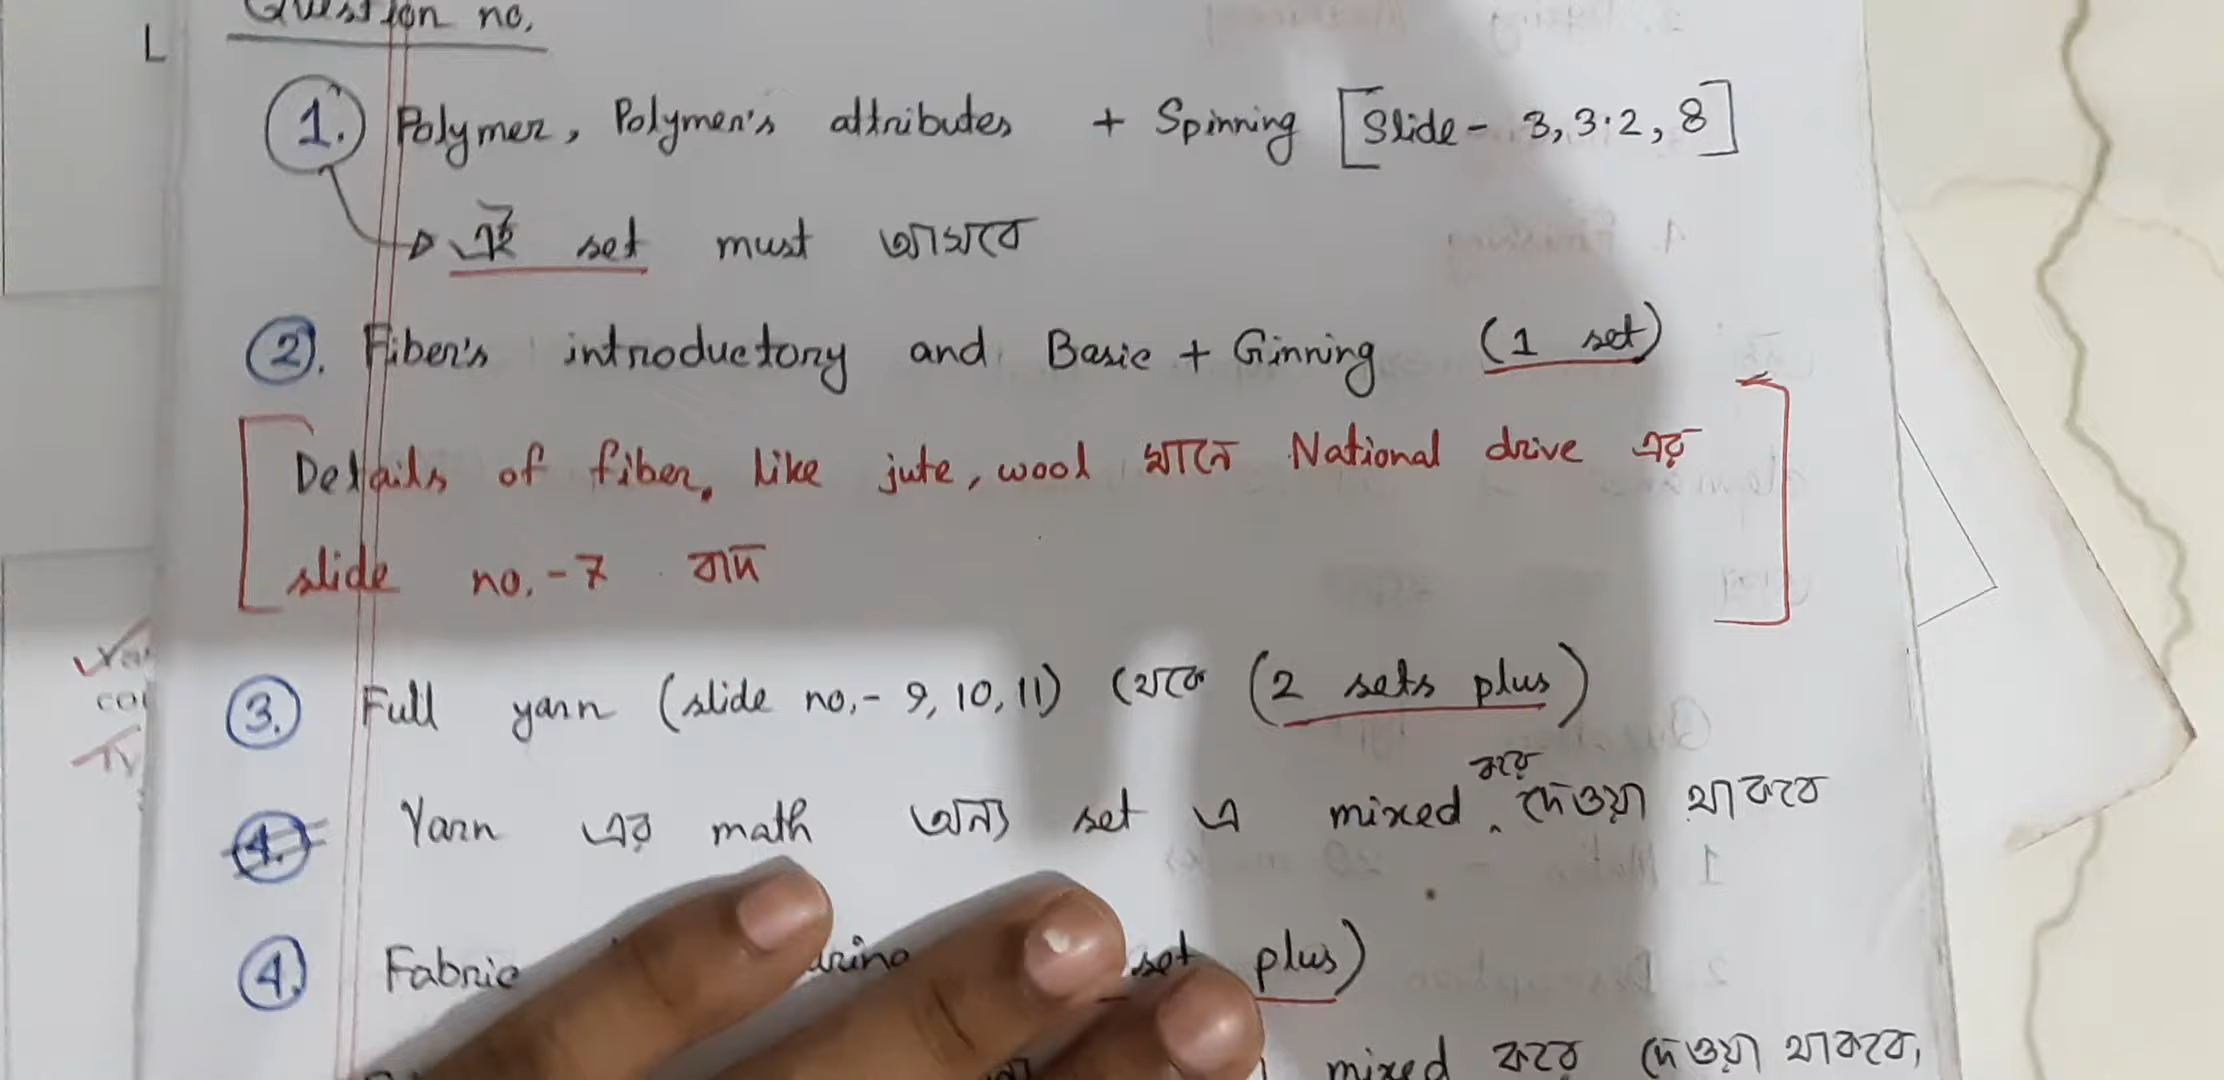 Question no.
L
1. Polymer, Polymer's attributes + Spinning [Slide - 3, 3.2, 8]
এই set must আসবে
2. Fiber's introductory and Basic + Ginning (1 set)
[Details of fiber, like jute, wool মানে National drive এর
slide no.-7 বাদ]
3. Full yarn (slide no.- 9, 10, 11) থেকে (2 sets plus)
করে
4. Yarn এর math অন্য set এ mixed দেওয়া থাকবে
4. Fabric set plus)
mixed করে দেওয়া থাকবে,